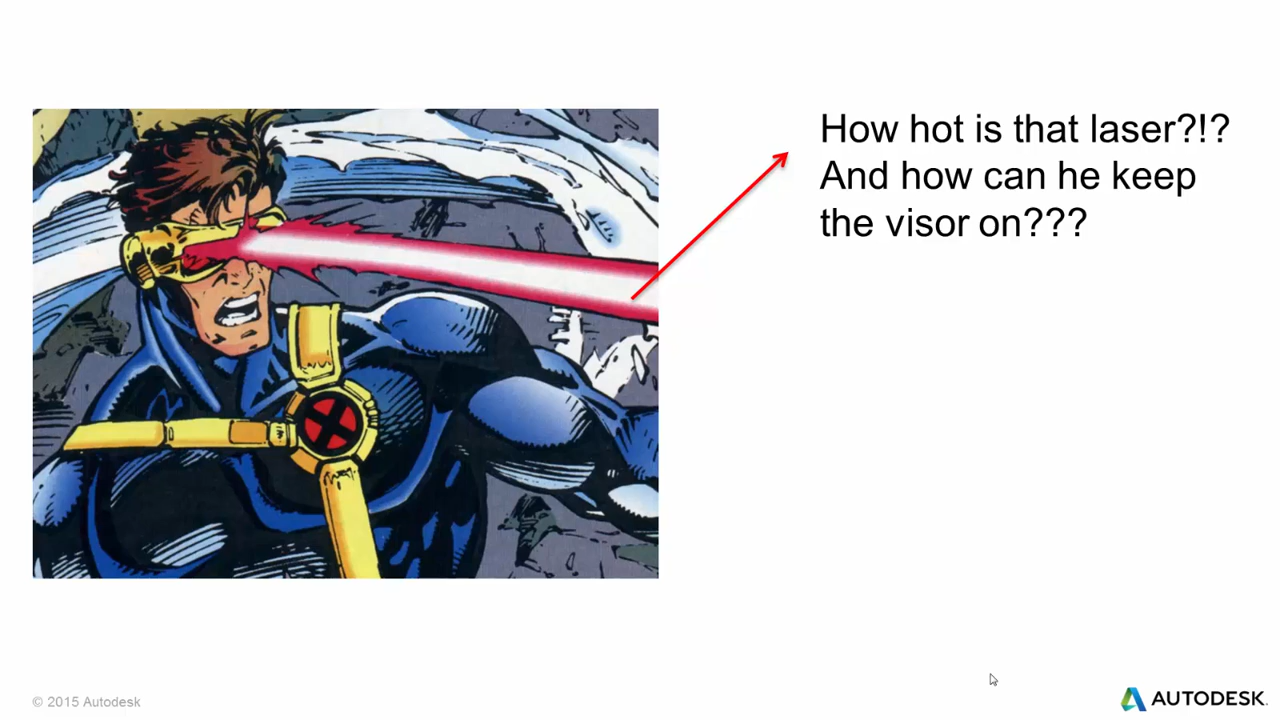 How hot is that laser?!?
And how can he keep
the visor on???
© 2015 Autodesk
AUTODESK.